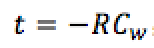 t = −RC_w